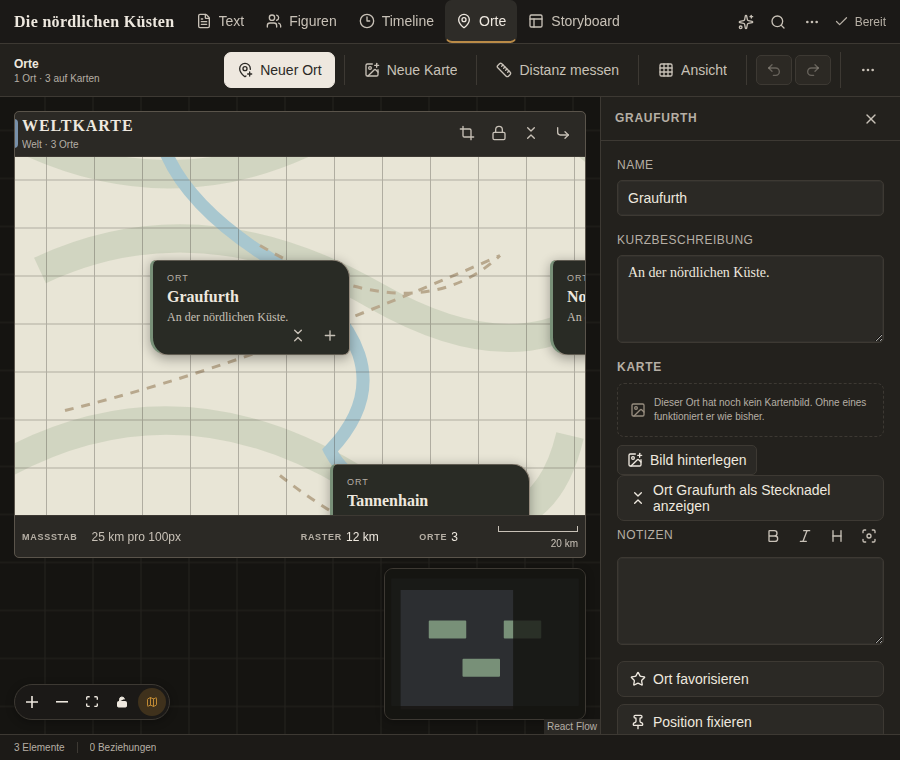 Die nördlichen Küsten
Text
Figuren
Timeline
Orte
Storyboard
Bereit
Orte
1 Ort · 3 auf Karten
Neuer Ort
Neue Karte
Distanz messen
Ansicht
WELTKARTE
Welt · 3 Orte
ORT
Graufurth
An der nördlichen Küste.
ORT
No
An
ORT
Tannenhain
MASSSTAB 25 km pro 100px
RASTER 12 km
ORTE 3
20 km
React Flow
3 Elemente
0 Beziehungen
GRAUFURTH
NAME
Graufurth
KURZBESCHREIBUNG
An der nördlichen Küste.
KARTE
Dieser Ort hat noch kein Kartenbild. Ohne eines
funktioniert er wie bisher.
Bild hinterlegen
Ort Graufurth als Stecknadel
anzeigen
NOTIZEN
Ort favorisieren
Position fixieren